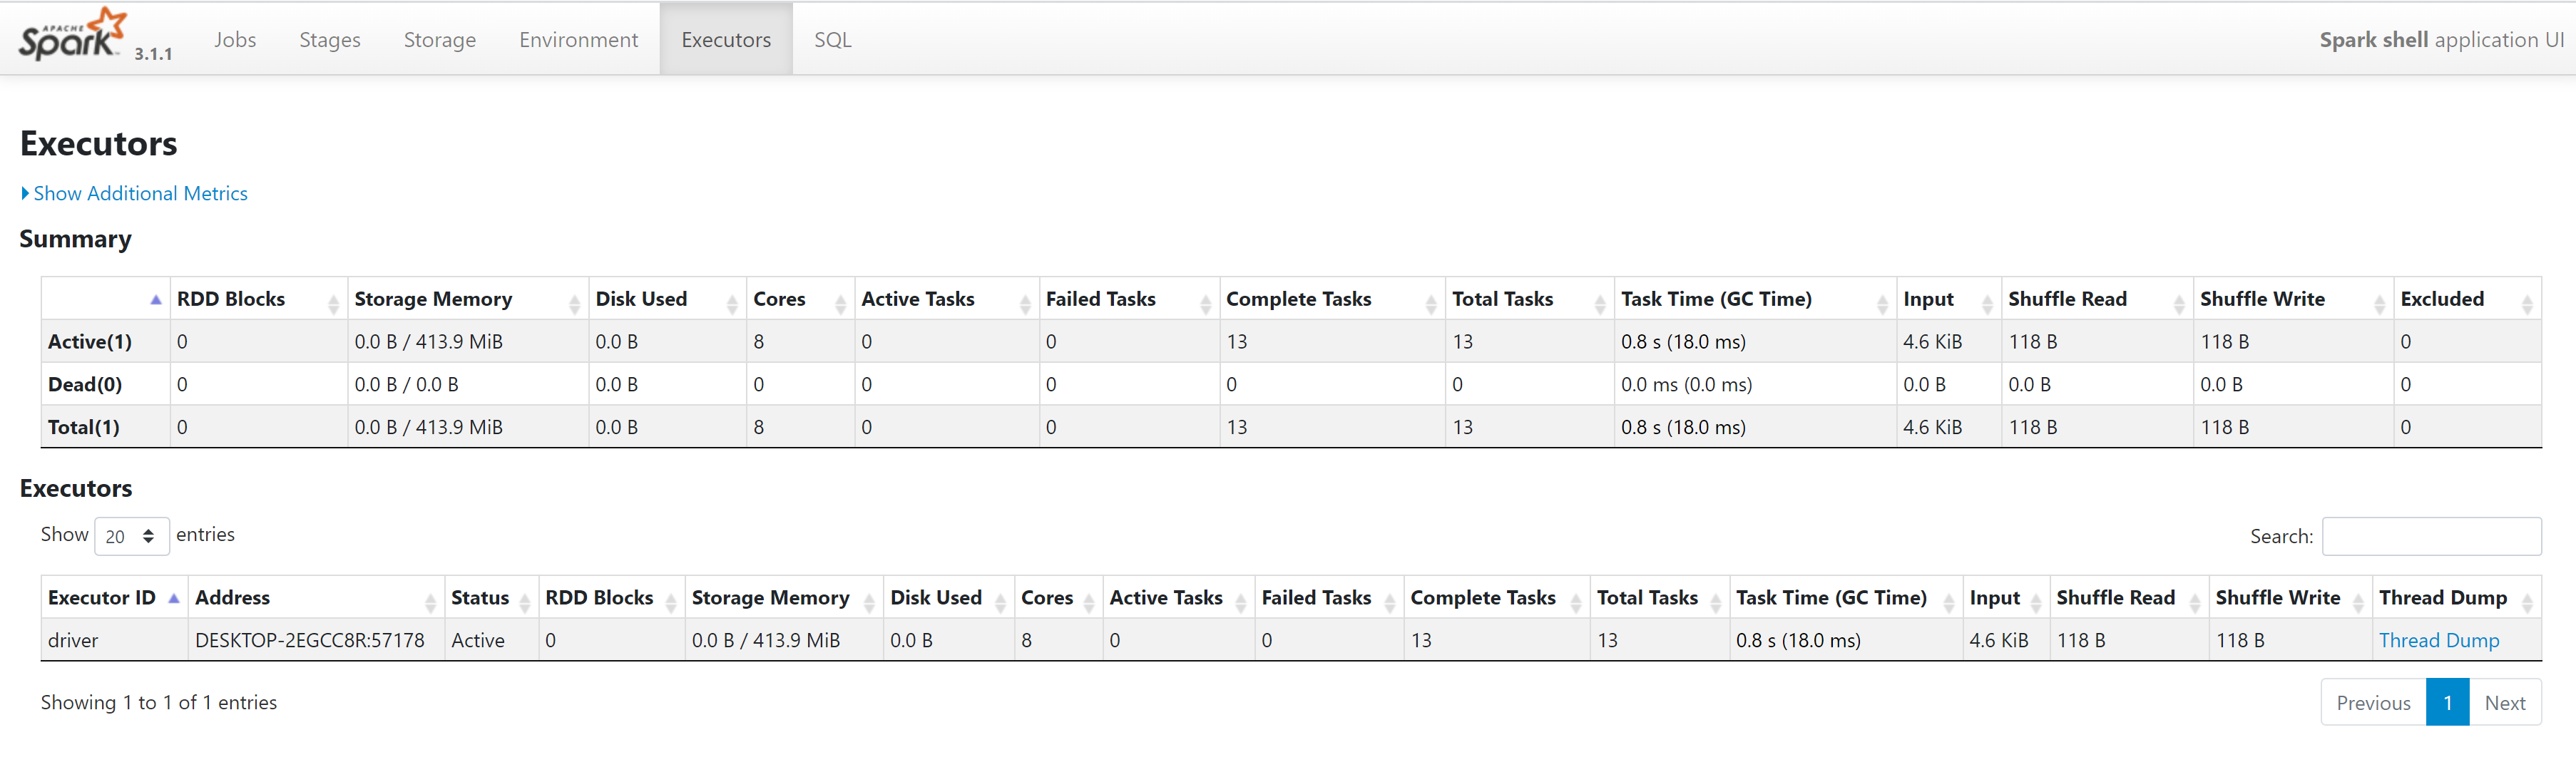 APACHE
Spark 3.1.1 Jobs Stages Storage Environment Executors SQL Spark shell application UI
Executors
Show Additional Metrics
Summary
RDD Blocks Storage Memory Disk Used Cores Active Tasks Failed Tasks Complete Tasks Total Tasks Task Time (GC Time) Input Shuffle Read Shuffle Write Excluded
Active(1) 0 0.0 B / 413.9 MiB 0.0 B 8 0 0 13 13 0.8 s (18.0 ms) 4.6 KiB 118 B 118 B 0
Dead(0) 0 0.0 B / 0.0 B 0.0 B 0 0 0 0 0 0.0 ms (0.0 ms) 0.0 B 0.0 B 0.0 B 0
Total(1) 0 0.0 B / 413.9 MiB 0.0 B 8 0 0 13 13 0.8 s (18.0 ms) 4.6 KiB 118 B 118 B 0
Executors
Show 20 entries Search:
Executor ID Address Status RDD Blocks Storage Memory Disk Used Cores Active Tasks Failed Tasks Complete Tasks Total Tasks Task Time (GC Time) Input Shuffle Read Shuffle Write Thread Dump
driver DESKTOP-2EGCC8R:57178 Active 0 0.0 B / 413.9 MiB 0.0 B 8 0 0 13 13 0.8 s (18.0 ms) 4.6 KiB 118 B 118 B Thread Dump
Showing 1 to 1 of 1 entries Previous 1 Next